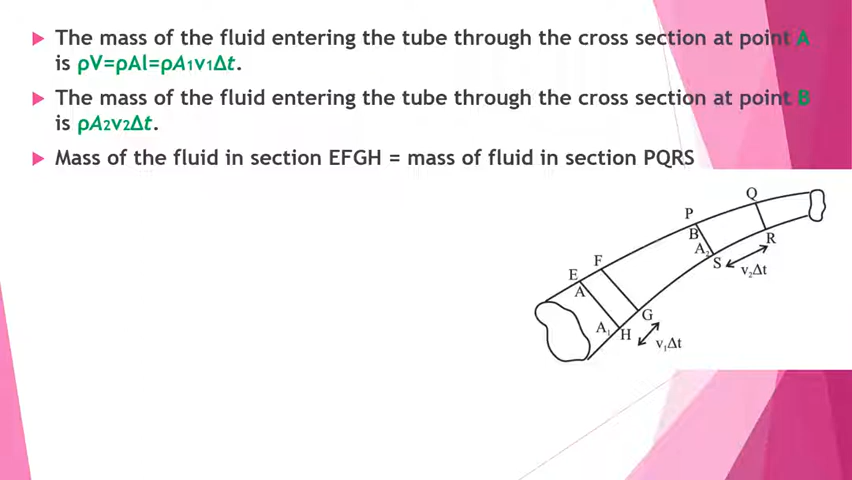 The mass of the fluid entering the tube through the cross section at point A
is ρV=ρAl=ρA₁v₁Δt.
The mass of the fluid entering the tube through the cross section at point B
is ρA₂v₂Δt.
Mass of the fluid in section EFGH = mass of fluid in section PQRS
Q
P
B
R
A₂
S
v₂Δt
F
E
A
G
A₁
H
v₁Δt